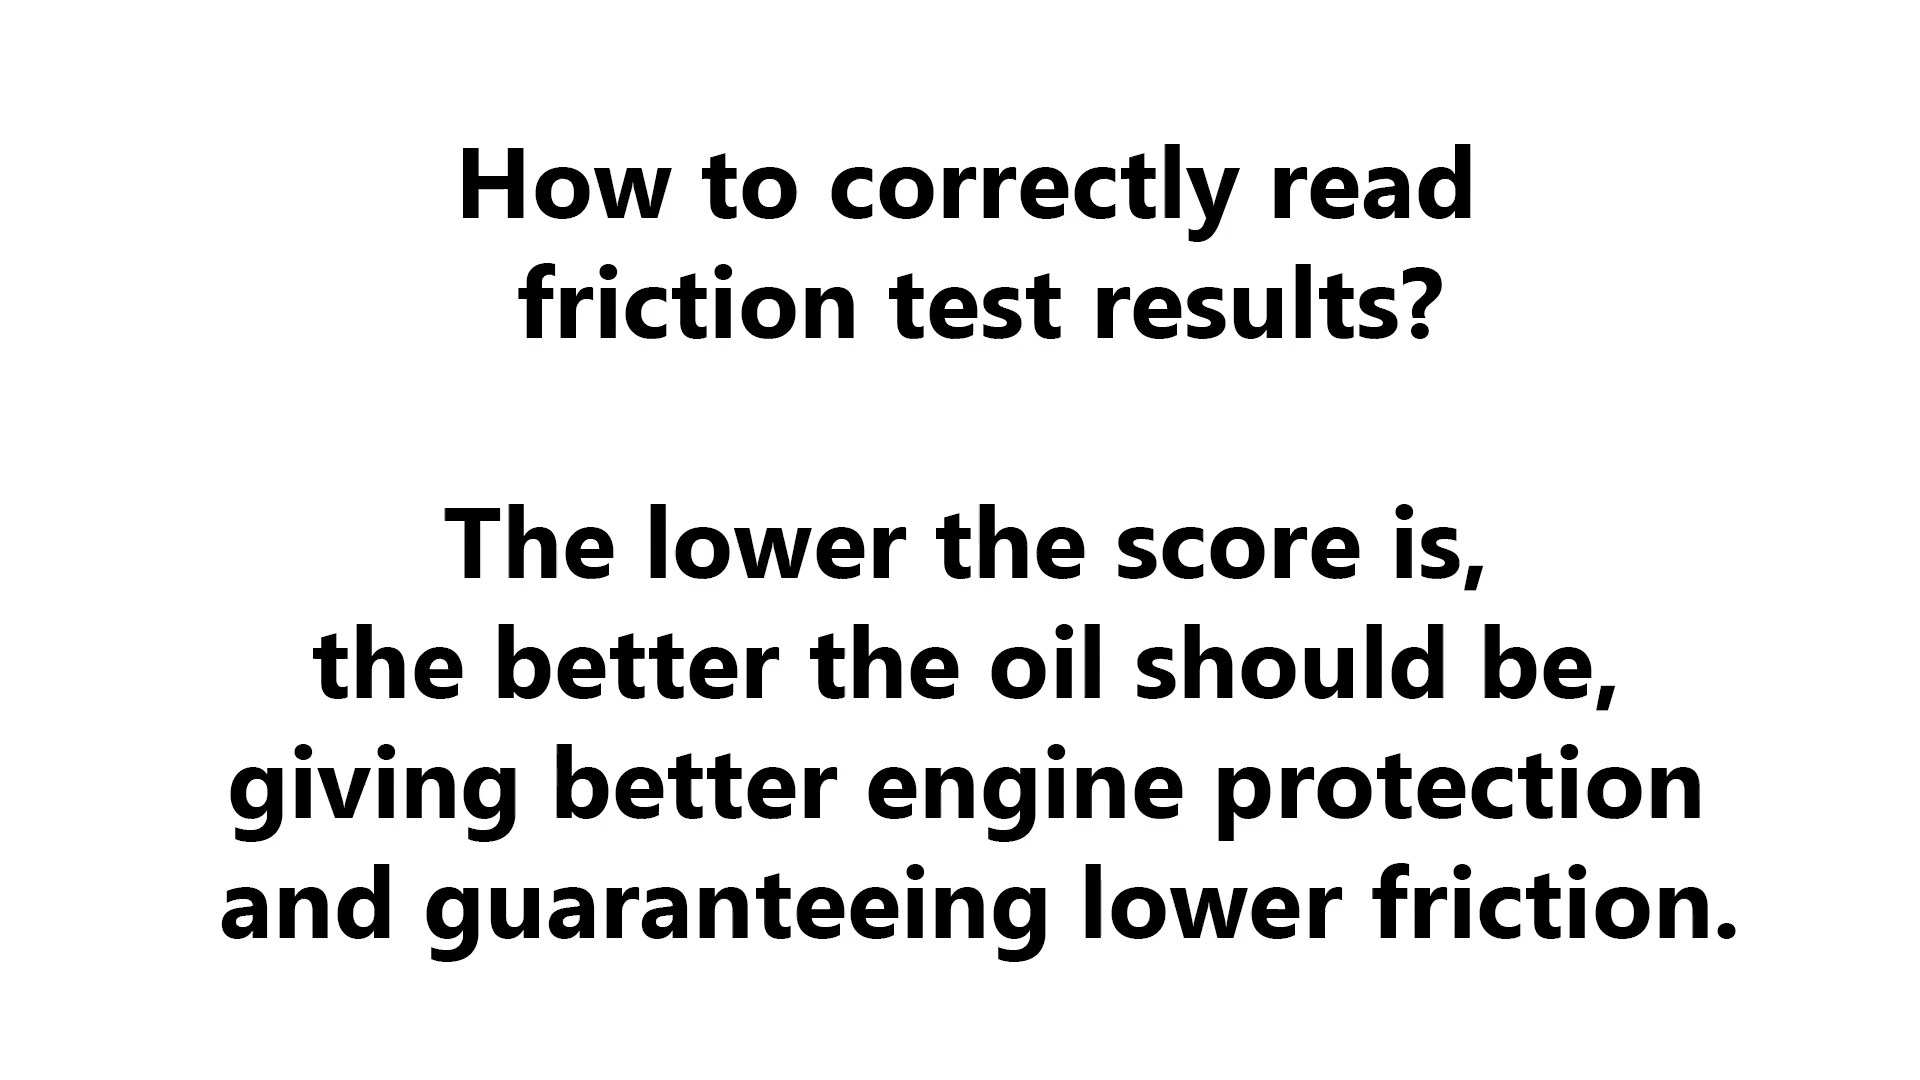 How to correctly read
friction test results?
The lower the score is,
the better the oil should be,
giving better engine protection
and guaranteeing lower friction.